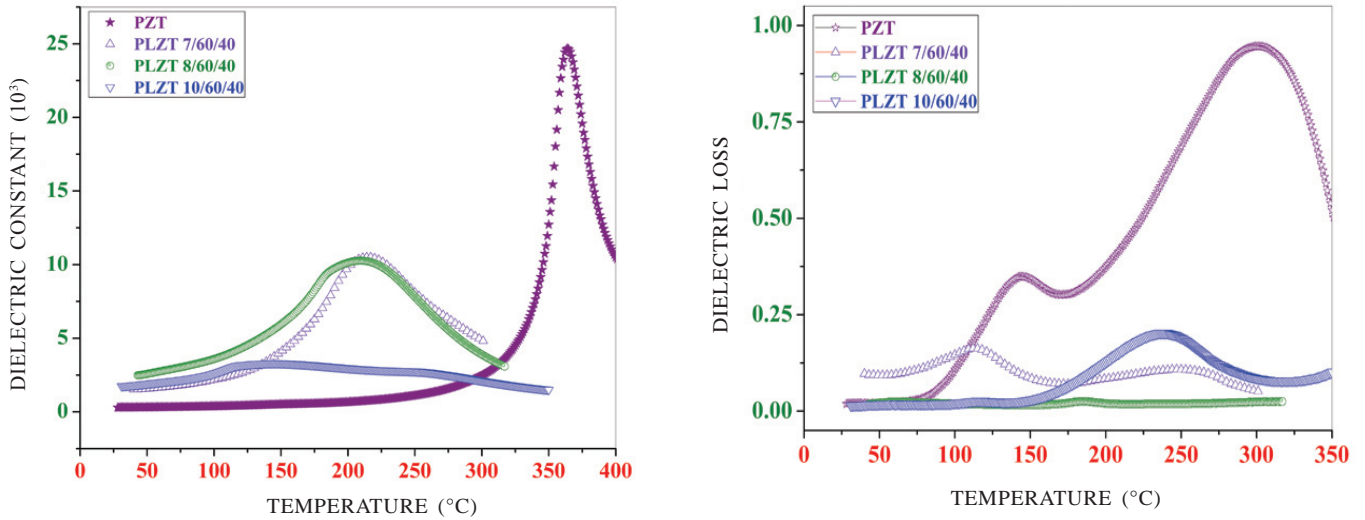 PZT
PLZT 7/60/40
PLZT 8/60/40
PLZT 10/60/40
25
20
15
10
5
0
DIELECTRIC CONSTANT (10³)
0 50 100 150 200 250 300 350 400
TEMPERATURE (°C)
PZT
PLZT 7/60/40
PLZT 8/60/40
PLZT 10/60/40
1.00
0.75
0.50
0.25
0.00
DIELECTRIC LOSS
0 50 100 150 200 250 300 350
TEMPERATURE (°C)